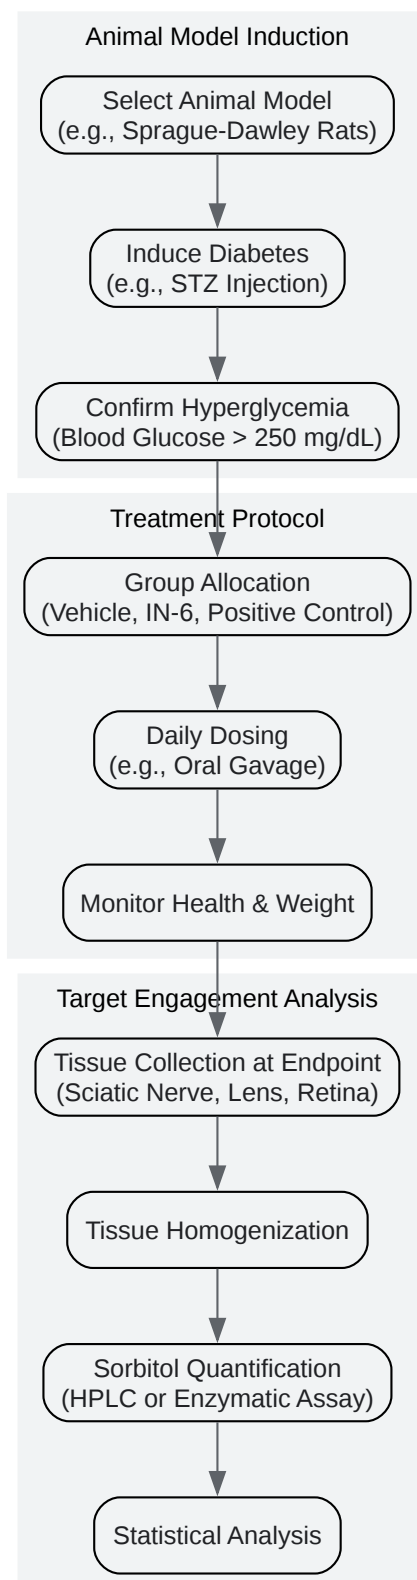 Animal Model Induction
Select Animal Model
(e.g., Sprague-Dawley Rats)
Induce Diabetes
(e.g., STZ Injection)
Confirm Hyperglycemia
(Blood Glucose > 250 mg/dL)
Treatment Protocol
Group Allocation
(Vehicle, IN-6, Positive Control)
Daily Dosing
(e.g., Oral Gavage)
Monitor Health & Weight
Target Engagement Analysis
Tissue Collection at Endpoint
(Sciatic Nerve, Lens, Retina)
Tissue Homogenization
Sorbitol Quantification
(HPLC or Enzymatic Assay)
Statistical Analysis